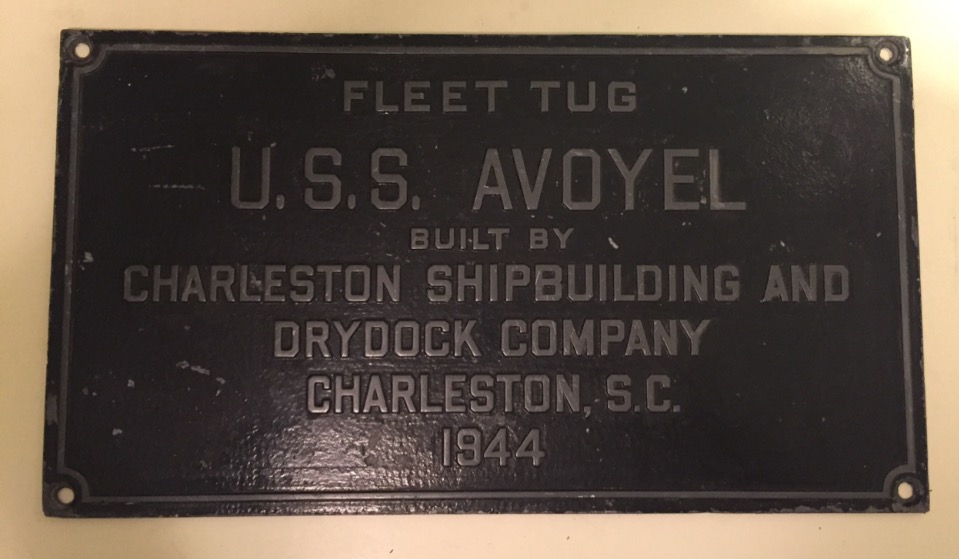 FLEET TUG
U.S.S. AVOYEL
BUILT BY
CHARLESTON SHIPBUILDING AND
DRYDOCK COMPANY
CHARLESTON, S.C.
1944